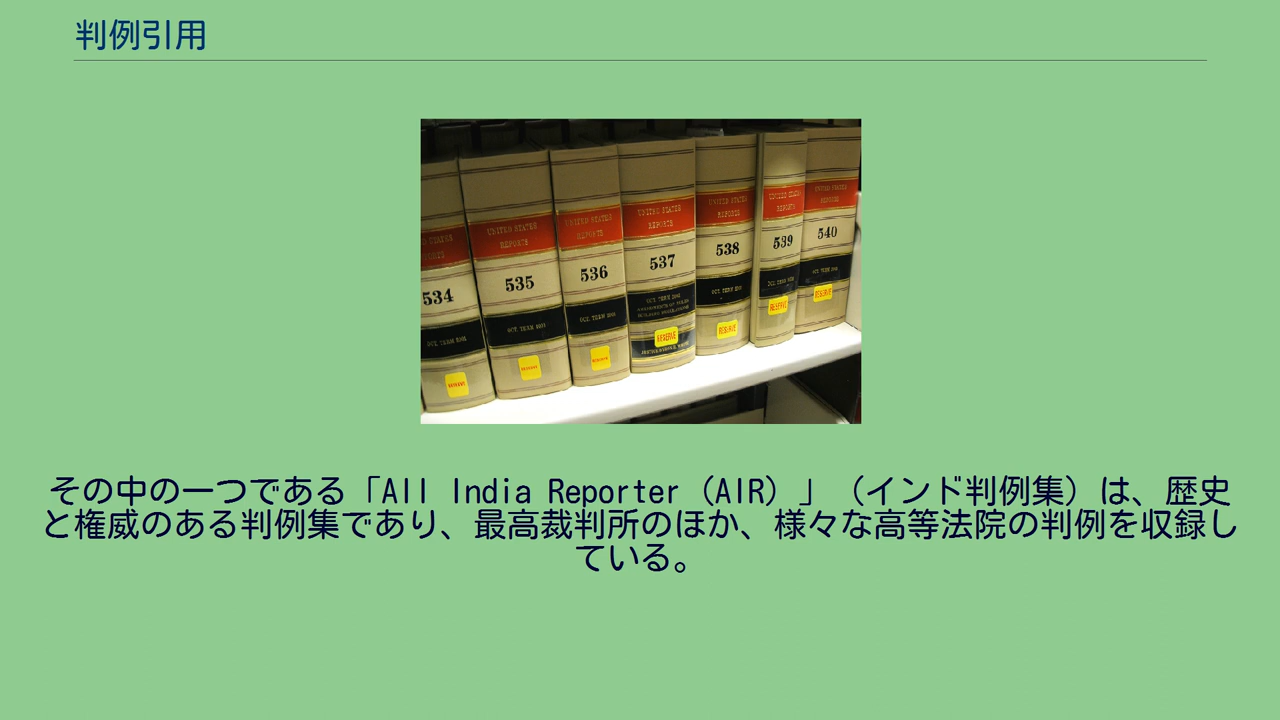 判例引用
UNITED STATES
REPORTS
534
535
536
537
538
539
540
OCT. TERM
RESERVE
その中の一つである「All India Reporter（AIR）」（インド判例集）は、歴史
と権威のある判例集であり、最高裁判所のほか、様々な高等法院の判例を収録し
ている。